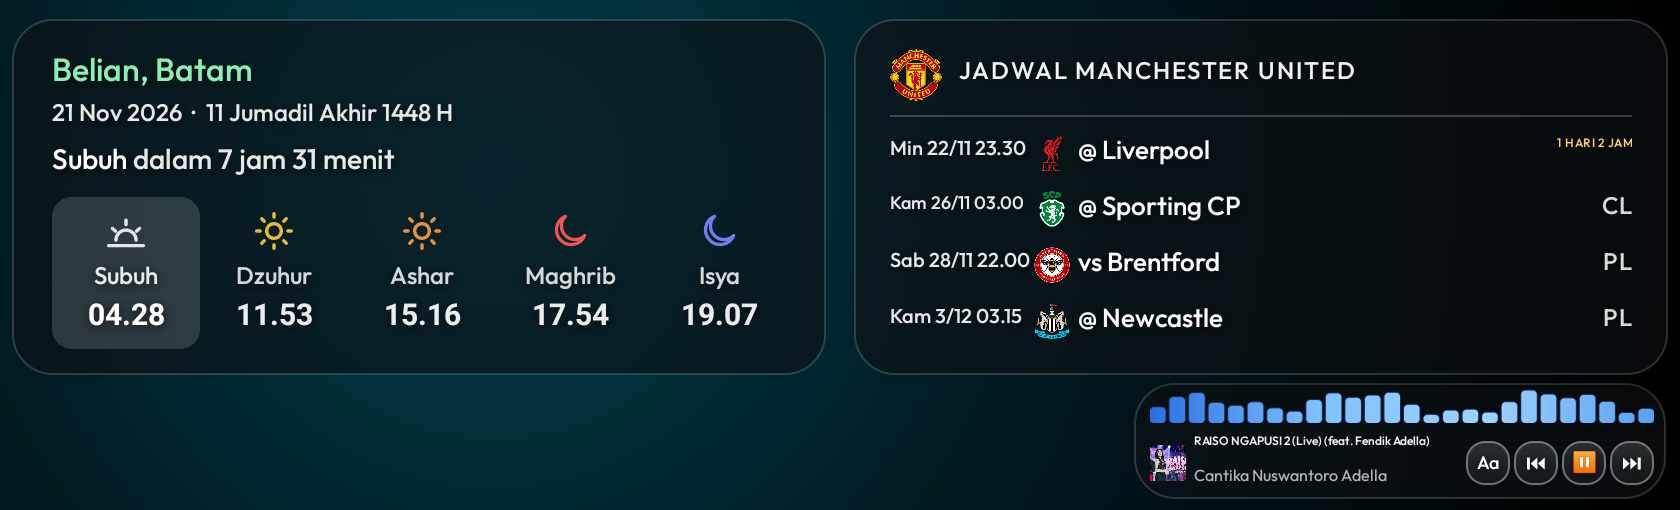 Belian, Batam
21 Nov 2026 · 11 Jumadil Akhir 1448 H
Subuh dalam 7 jam 31 menit
Subuh Dzuhur Ashar Maghrib Isya
04.28 11.53 15.16 17.54 19.07
MANCHESTER UNITED
JADWAL MANCHESTER UNITED
Min 22/11 23.30 L.F.C. @ Liverpool 1 HARI 2 JAM
Kam 26/11 03.00 SCP @ Sporting CP CL
Sab 28/11 22.00 vs Brentford PL
Kam 3/12 03.15 @ Newcastle PL
RAISO NGAPUSI 2 (Live) (feat. Fendik Adella)
Cantika Nuswantoro Adella
Aa